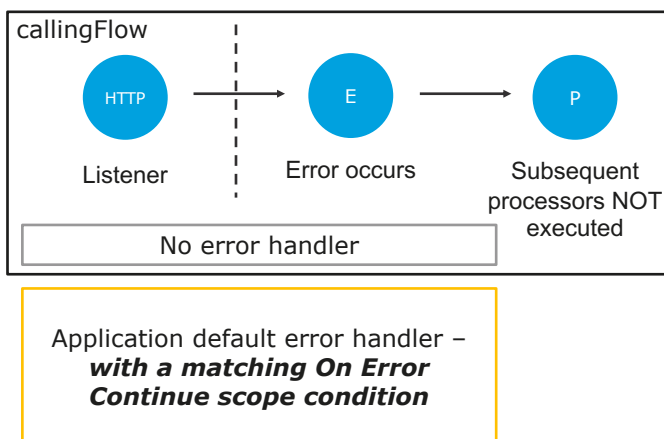 callingFlow
HTTP
E
P
Listener
Error occurs
Subsequent
processors NOT
executed
No error handler
Application default error handler –
with a matching On Error
Continue scope condition